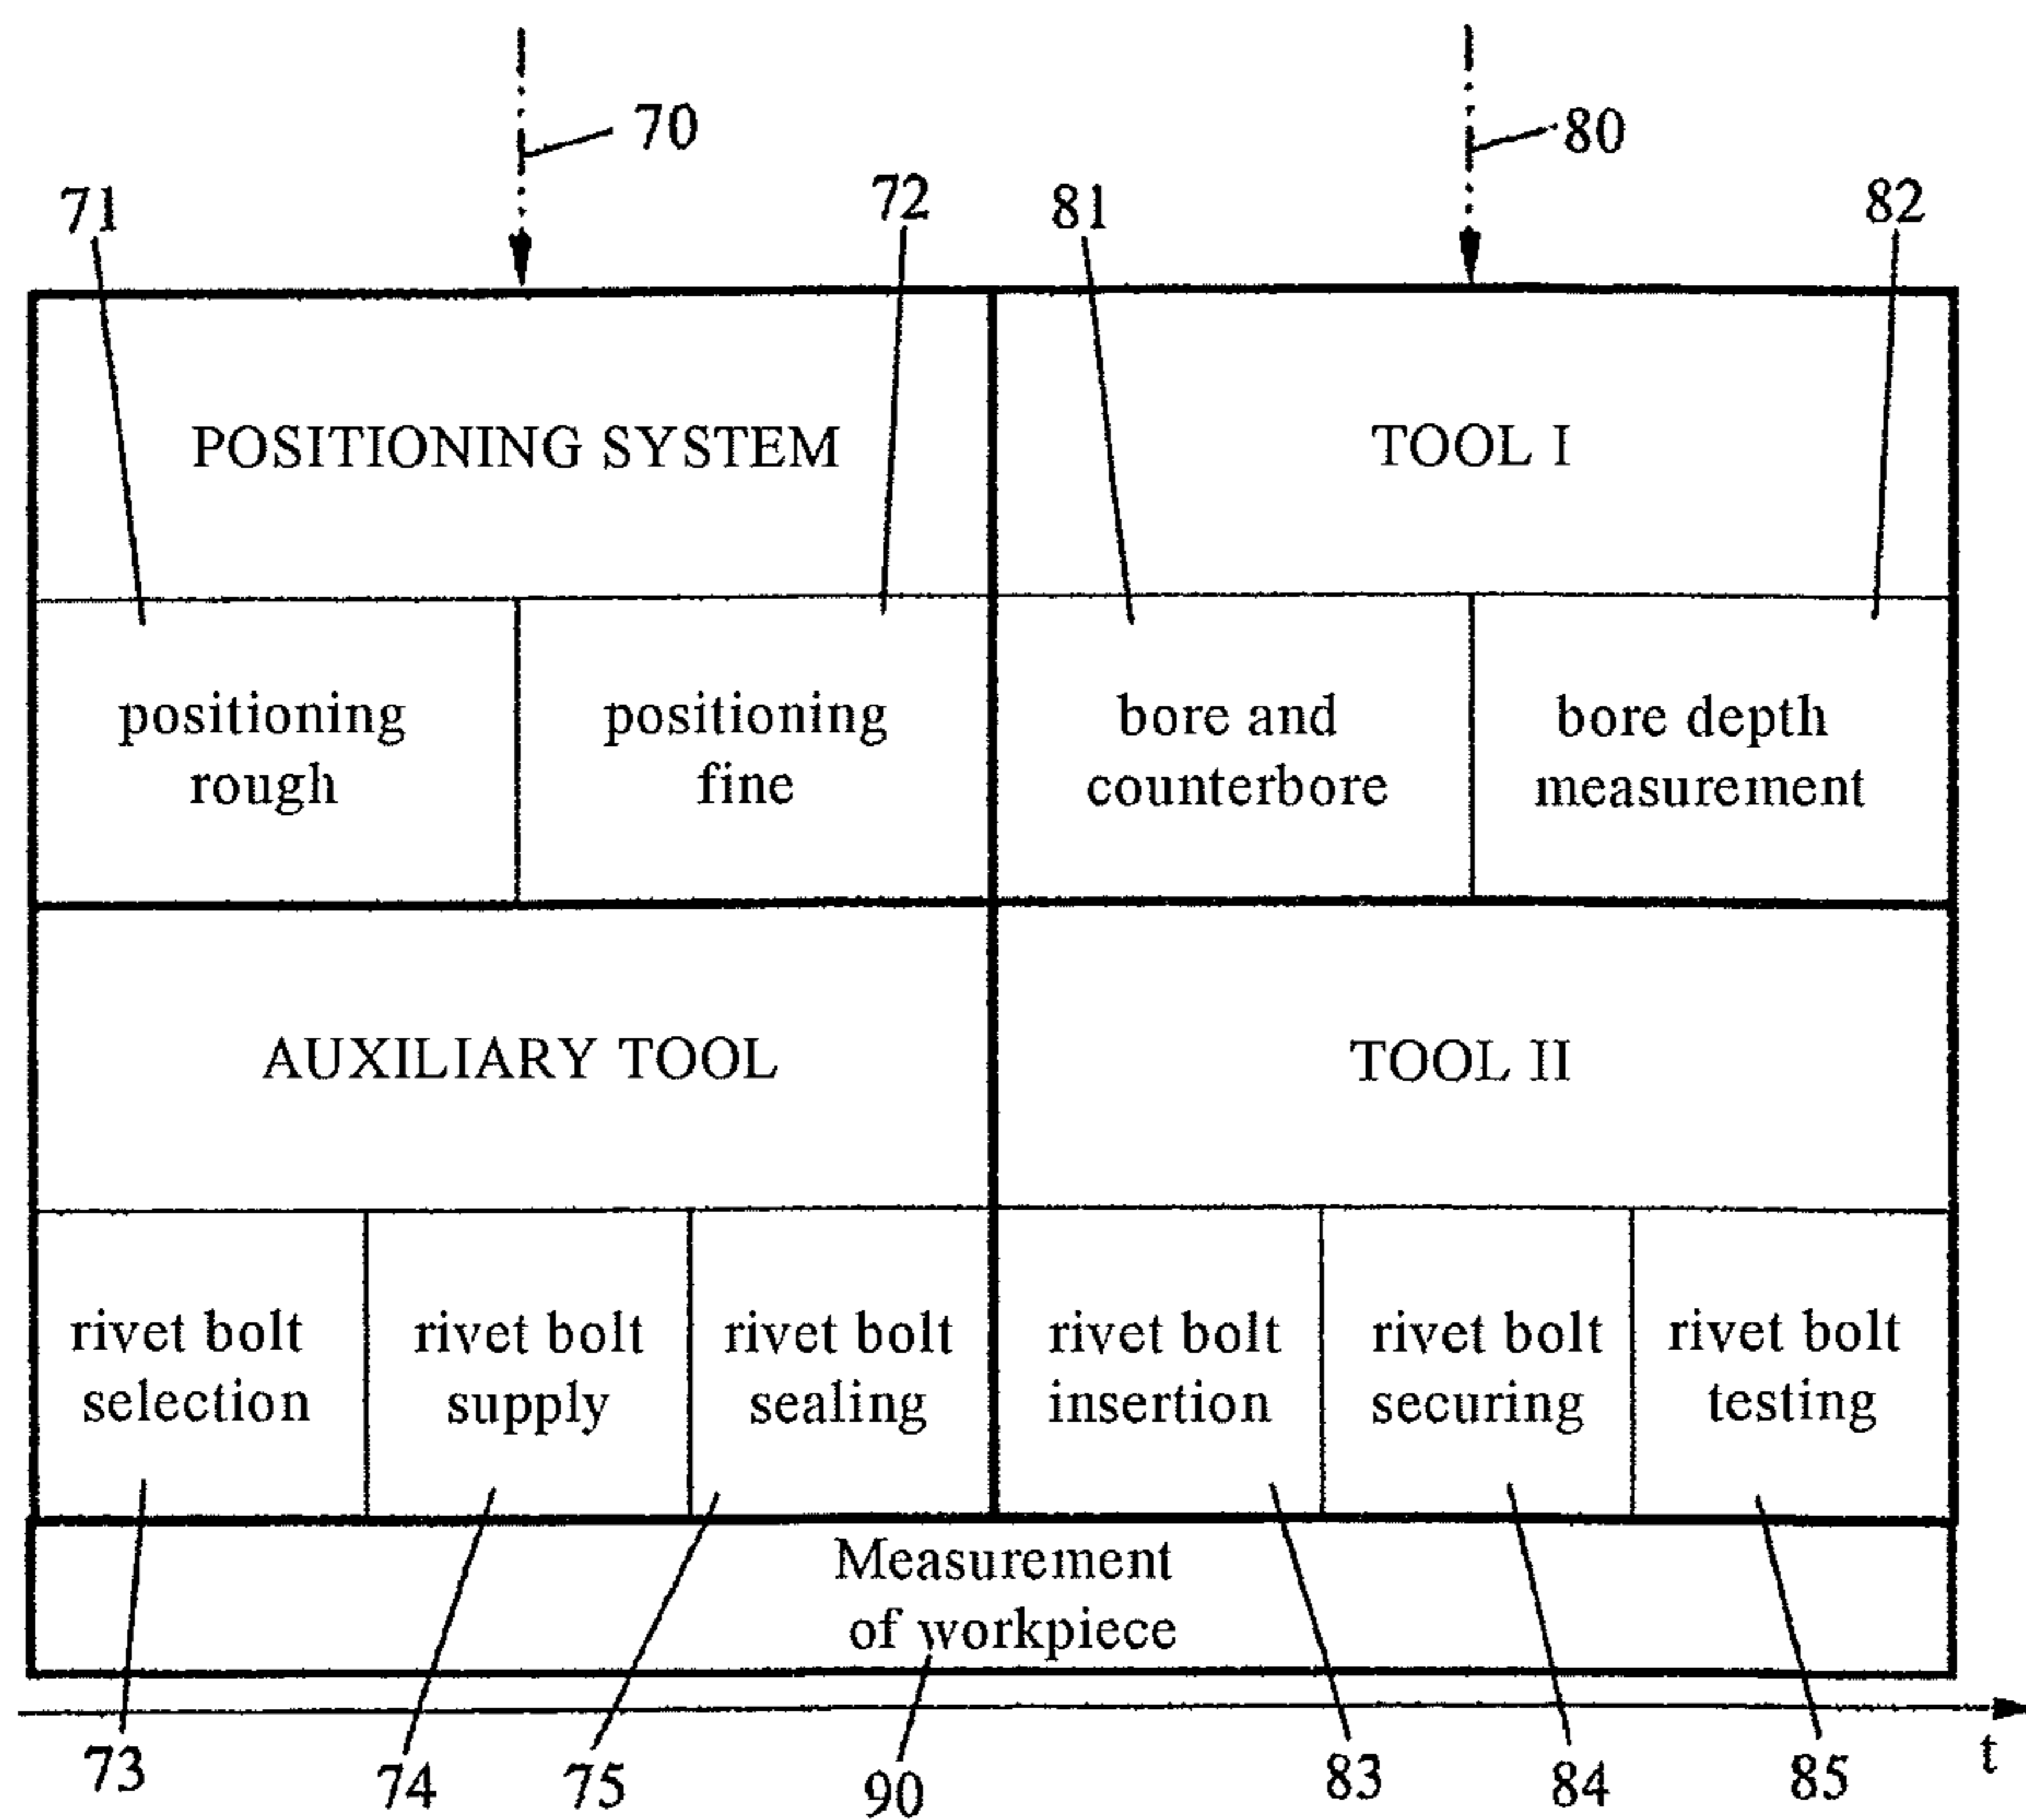 70
80
71
72
81
82
POSITIONING SYSTEM
TOOL I
positioning
rough
positioning
fine
bore and
counterbore
bore depth
measurement
AUXILIARY TOOL
TOOL II
rivet bolt
selection
rivet bolt
supply
rivet bolt
sealing
rivet bolt
insertion
rivet bolt
securing
rivet bolt
testing
Measurement
of workpiece
t
73
74
75
90
83
84
85